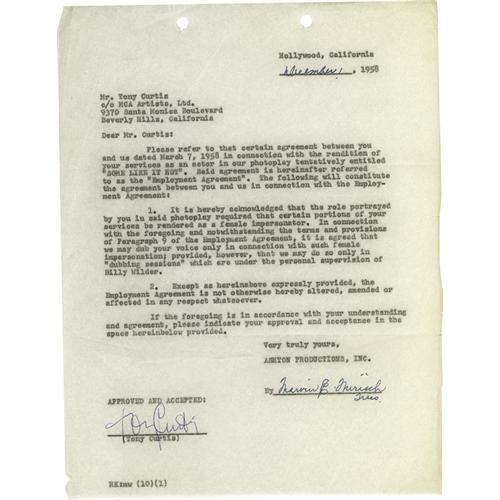 Hollywood, California
December 1, 1958
Mr. Tony Curtis
c/o MCA Artists, Ltd.
9370 Santa Monica Boulevard
Beverly Hills, California
Dear Mr. Curtis:
Please refer to that certain agreement between you
and us dated March 7, 1958 in connection with the rendition of
your services as an actor in our photoplay tentatively entitled
"SOME LIKE IT HOT". Said agreement is hereinafter referred
to as the "Employment Agreement". The following will constitute
the agreement between you and us in connection with the Employ-
ment Agreement:
1. It is hereby acknowledged that the role portrayed
by you in said photoplay required that certain portions of your
services be rendered as a female impersonator. In connection
with the foregoing and notwithstanding the terms and provisions
of Paragraph 9 of the Employment Agreement, it is agreed that
we may dub your voice only in connection with such female
impersonation; provided, however, that we may do so only in
"dubbing sessions" which are under the personal supervision of
Billy Wilder.
2. Except as hereinabove expressly provided, the
Employment Agreement is not otherwise hereby altered, amended or
affected in any respect whatsoever.
If the foregoing is in accordance with your understanding
and agreement, please indicate your approval and acceptance in the
space hereinbelow provided.
Very truly yours,
ASHTON PRODUCTIONS, INC.
By Marvin E. Mirisch
Treas.
APPROVED AND ACCEPTED:
Tony Curtis
(Tony Curtis)
RK:mw (10)(1)